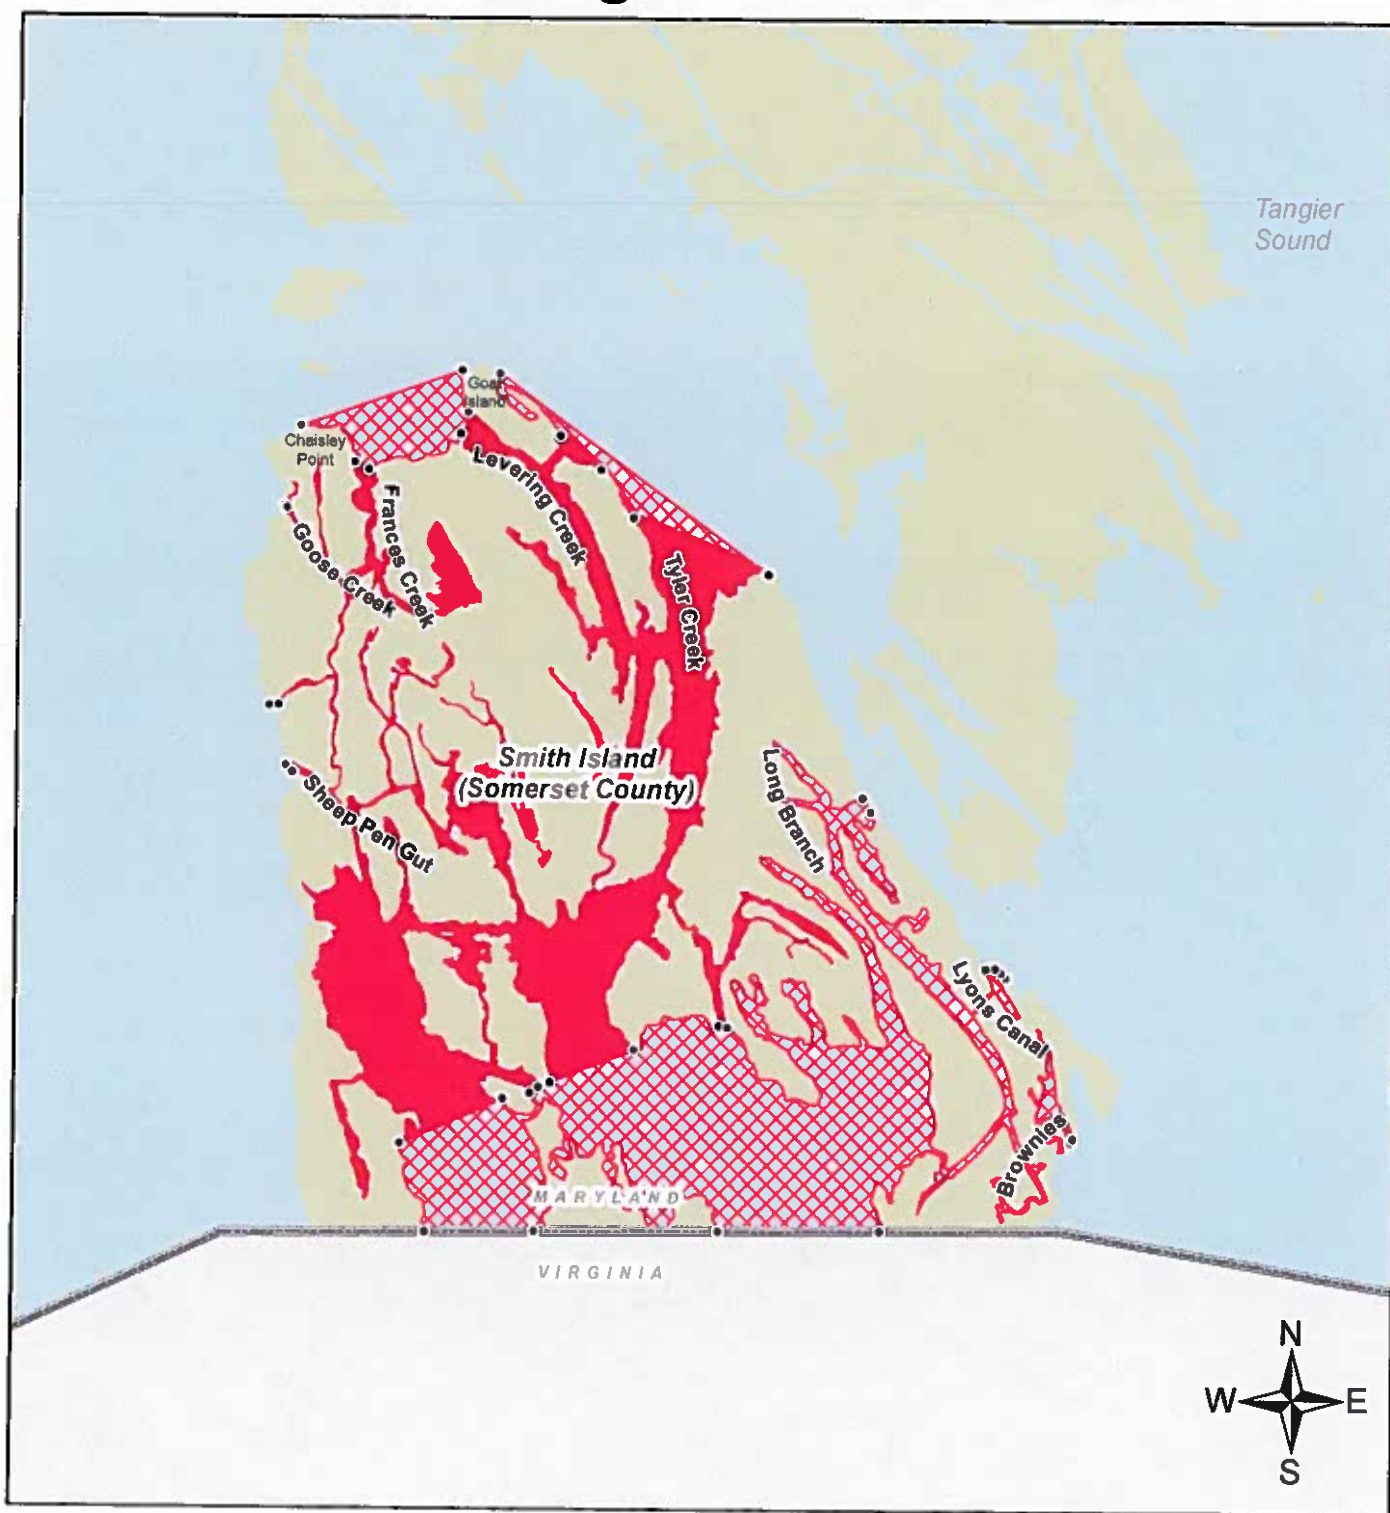 Tangier
Sound
Goat
Island
Chaisley
Point
Levering Creek
Frances Creek
Goose Creek
Tyler Creek
Smith Island
(Somerset County)
Long Branch
Sheep Pen Gut
Lyons Canal
Brownies
MARYLAND
VIRGINIA
N
W E
S